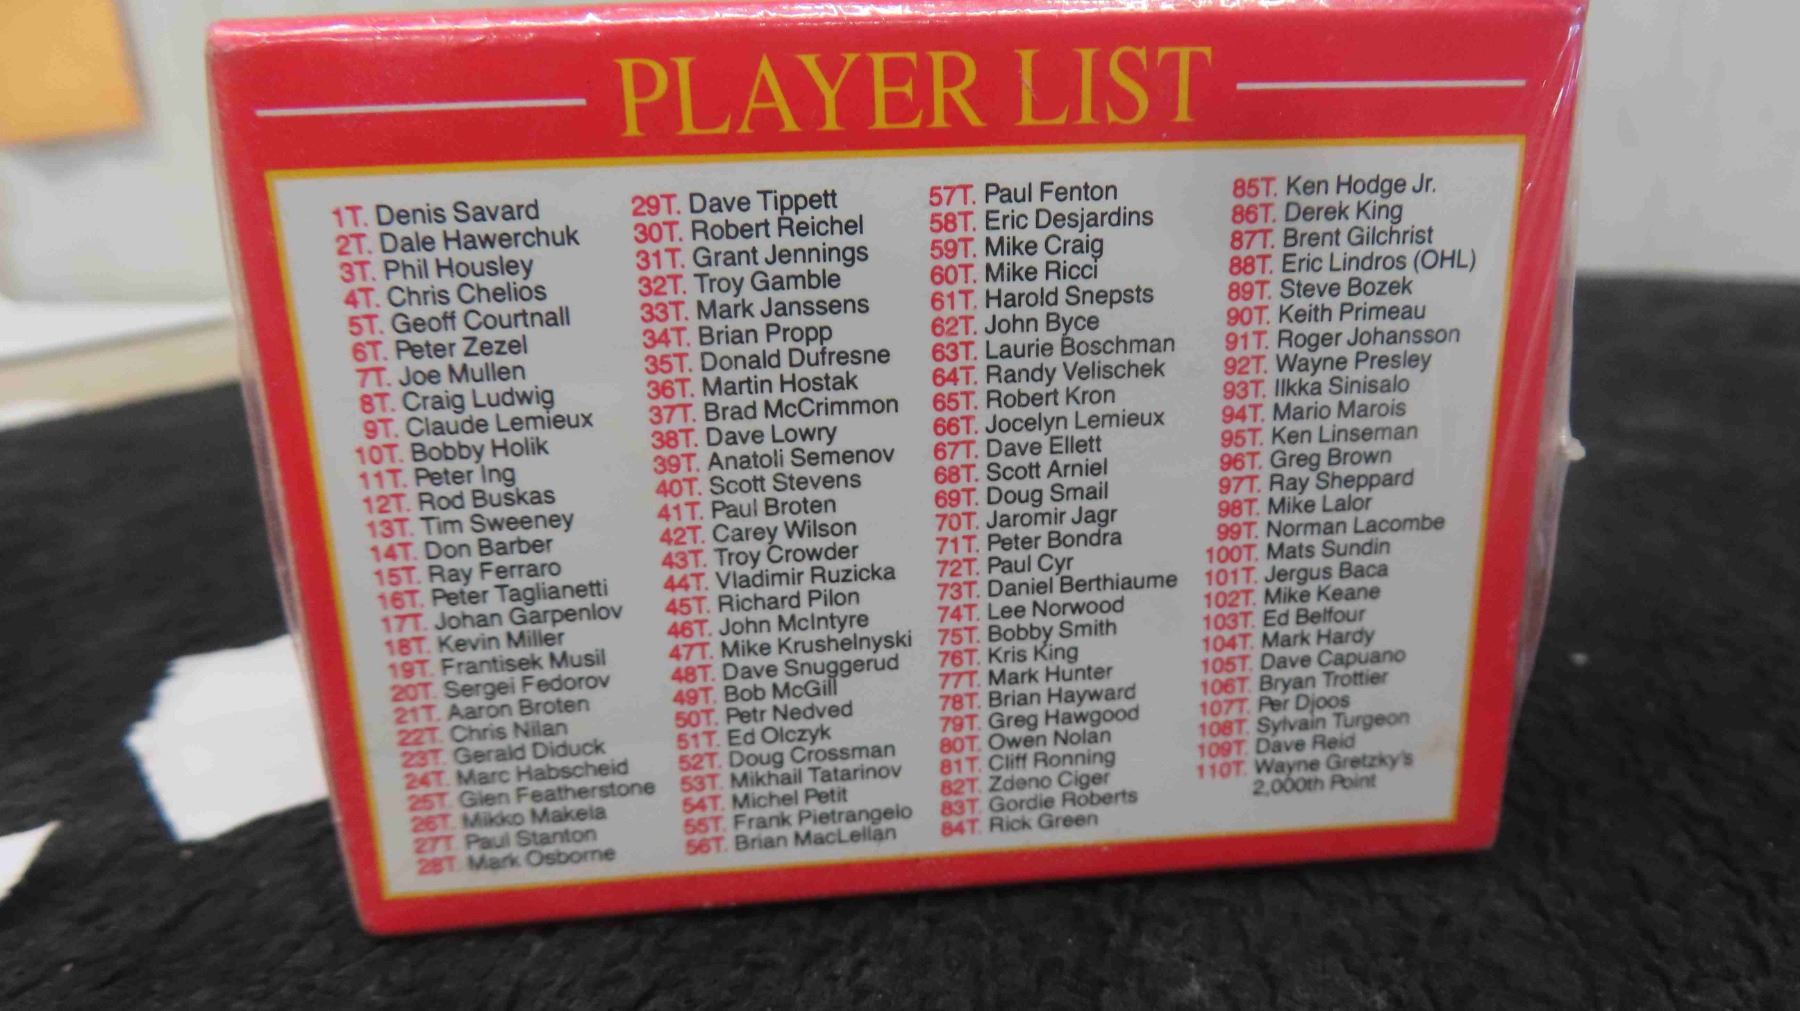 PLAYER LIST
1T. Denis Savard
2T. Dale Hawerchuk
3T. Phil Housley
4T. Chris Chelios
5T. Geoff Courtnall
6T. Peter Zezel
7T. Joe Mullen
8T. Craig Ludwig
9T. Claude Lemieux
10T. Bobby Holik
11T. Peter Ing
12T. Rod Buskas
13T. Tim Sweeney
14T. Don Barber
15T. Ray Ferraro
16T. Peter Taglianetti
17T. Johan Garpenlov
18T. Kevin Miller
19T. Frantisek Musil
20T. Sergei Fedorov
21T. Aaron Broten
22T. Chris Nilan
23T. Gerald Diduck
24T. Marc Habscheid
25T. Glen Featherstone
26T. Mikko Makela
27T. Paul Stanton
28T. Mark Osborne
29T. Dave Tippett
30T. Robert Reichel
31T. Grant Jennings
32T. Troy Gamble
33T. Mark Janssens
34T. Brian Propp
35T. Donald Dufresne
36T. Martin Hostak
37T. Brad McCrimmon
38T. Dave Lowry
39T. Anatoli Semenov
40T. Scott Stevens
41T. Paul Broten
42T. Carey Wilson
43T. Troy Crowder
44T. Vladimir Ruzicka
45T. Richard Pilon
46T. John McIntyre
47T. Mike Krushelnyski
48T. Dave Snuggerud
49T. Bob McGill
50T. Petr Nedved
51T. Ed Olczyk
52T. Doug Crossman
53T. Mikhail Tatarinov
54T. Michel Petit
55T. Frank Pietrangelo
56T. Brian MacLellan
57T. Paul Fenton
58T. Eric Desjardins
59T. Mike Craig
60T. Mike Ricci
61T. Harold Snepsts
62T. John Byce
63T. Laurie Boschman
64T. Randy Velischek
65T. Robert Kron
66T. Jocelyn Lemieux
67T. Dave Ellett
68T. Scott Arniel
69T. Doug Smail
70T. Jaromir Jagr
71T. Peter Bondra
72T. Paul Cyr
73T. Daniel Berthiaume
74T. Lee Norwood
75T. Bobby Smith
76T. Kris King
77T. Mark Hunter
78T. Brian Hayward
79T. Greg Hawgood
80T. Owen Nolan
81T. Cliff Ronning
82T. Zdeno Ciger
83T. Gordie Roberts
84T. Rick Green
85T. Ken Hodge Jr.
86T. Derek King
87T. Brent Gilchrist
88T. Eric Lindros (OHL)
89T. Steve Bozek
90T. Keith Primeau
91T. Roger Johansson
92T. Wayne Presley
93T. Ilkka Sinisalo
94T. Mario Marois
95T. Ken Linseman
96T. Greg Brown
97T. Ray Sheppard
98T. Mike Lalor
99T. Norman Lacombe
100T. Mats Sundin
101T. Jergus Baca
102T. Mike Keane
103T. Ed Belfour
104T. Mark Hardy
105T. Dave Capuano
106T. Bryan Trottier
107T. Per Djoos
108T. Sylvain Turgeon
109T. Dave Reid
110T. Wayne Gretzky's
2,000th Point